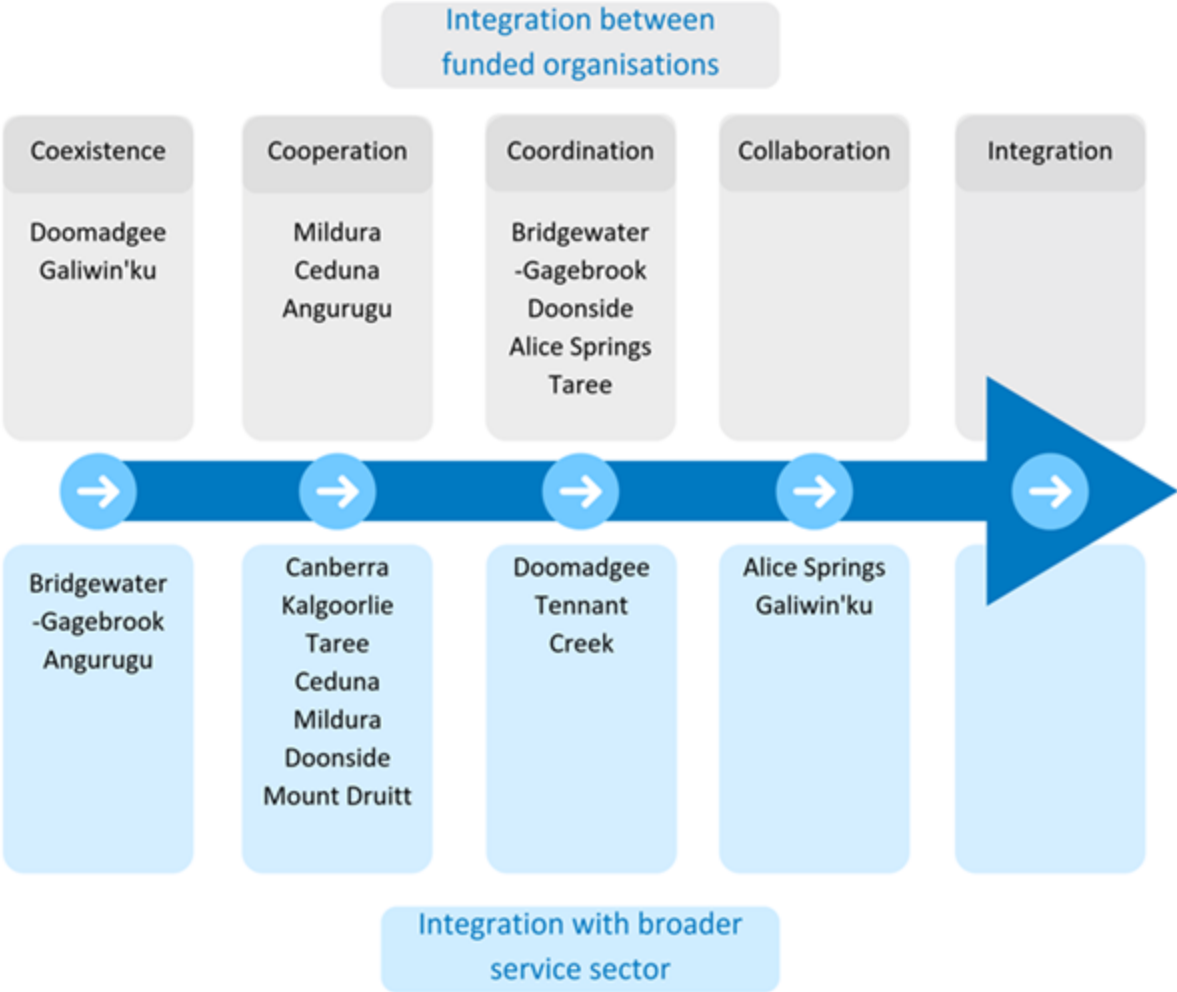 Integration between
funded organisations
Coexistence
Doomadgee
Galiwin'ku
Cooperation
Mildura
Ceduna
Angurugu
Coordination
Bridgewater
-Gagebrook
Doonside
Alice Springs
Taree
Collaboration
Integration
Bridgewater
-Gagebrook
Angurugu
Canberra
Kalgoorlie
Taree
Ceduna
Mildura
Doonside
Mount Druitt
Doomadgee
Tennant
Creek
Alice Springs
Galiwin'ku
Integration with broader
service sector